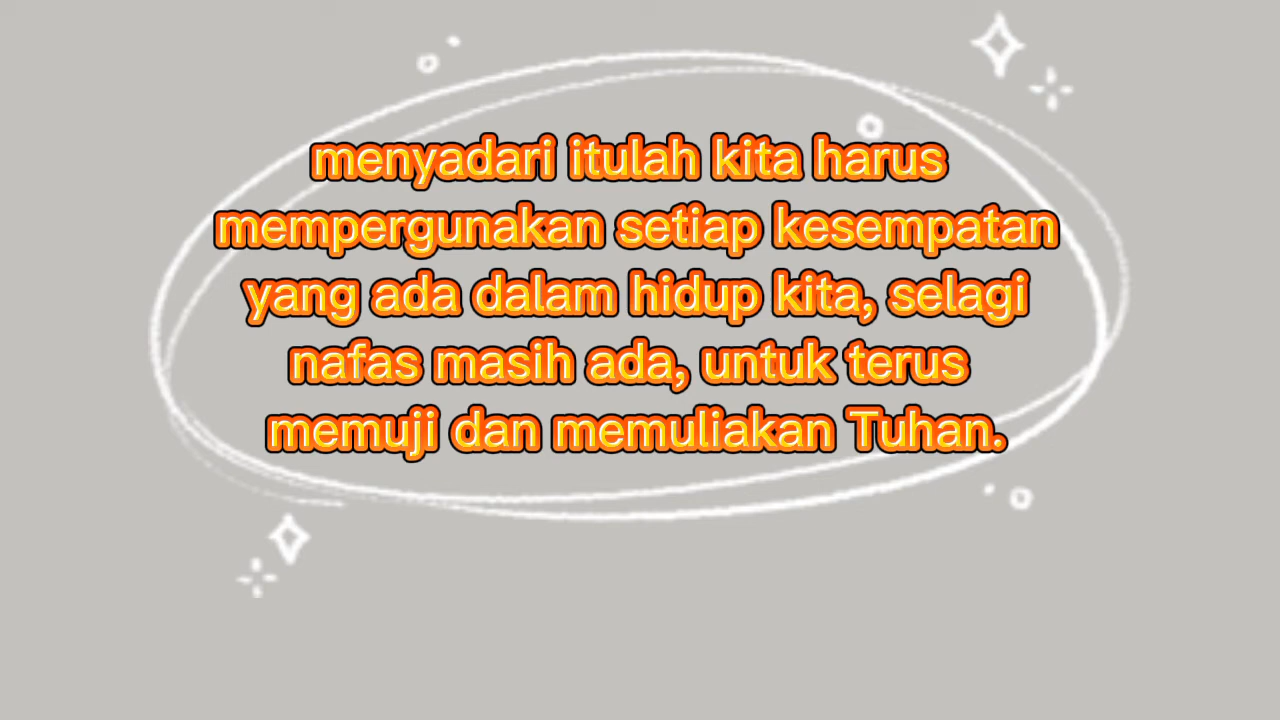 menyadari itulah kita harus
mempergunakan setiap kesempatan
yang ada dalam hidup kita, selagi
nafas masih ada, untuk terus
memuji dan memuliakan Tuhan.